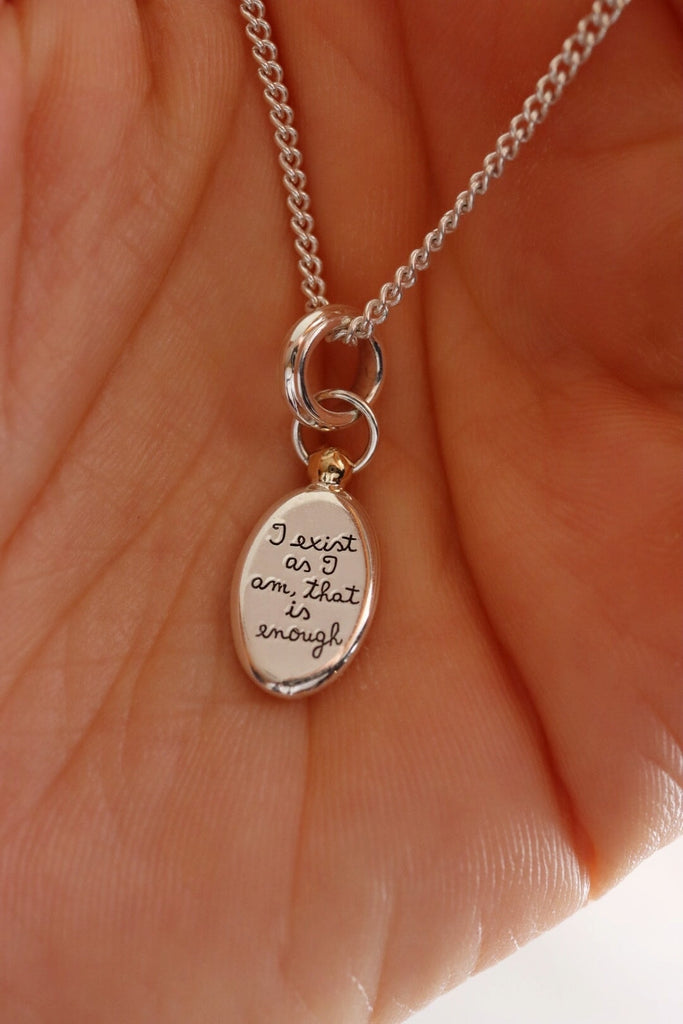 I exist
as I
am, that
is
enough